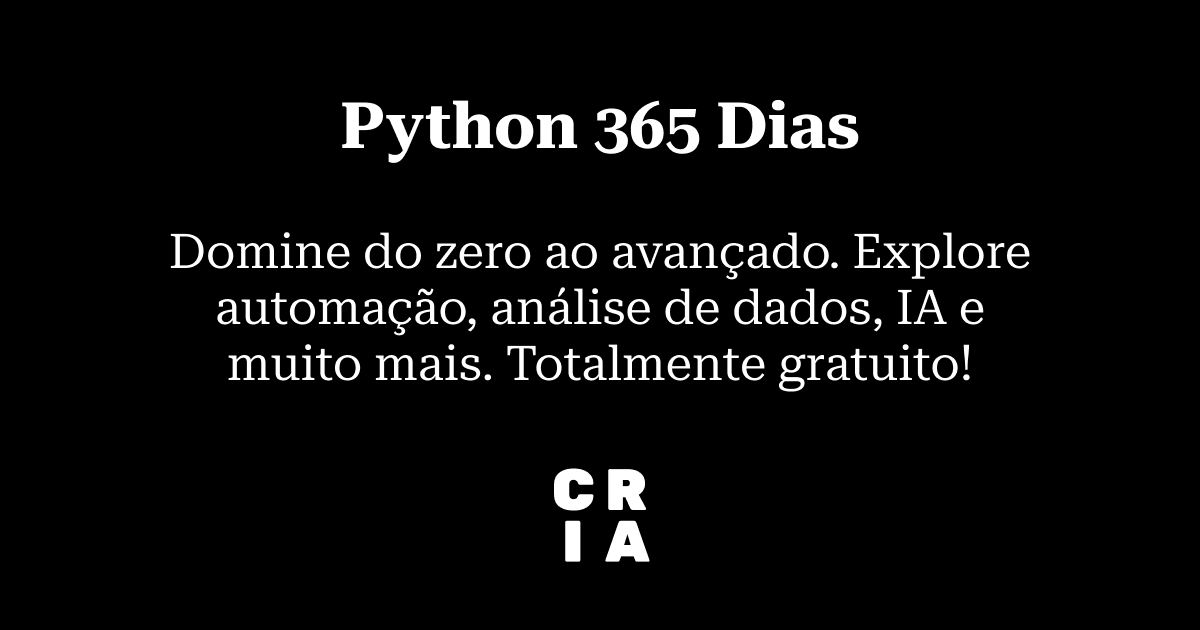 Python 365 Dias
Domine do zero ao avançado. Explore
automação, análise de dados, IA e
muito mais. Totalmente gratuito!
CR
IA